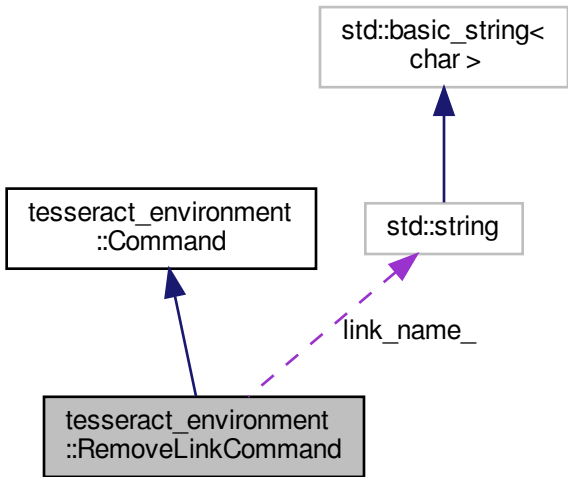 std::basic_string<
char >
tesseract_environment
::Command
std::string
link_name_
tesseract_environment
::RemoveLinkCommand